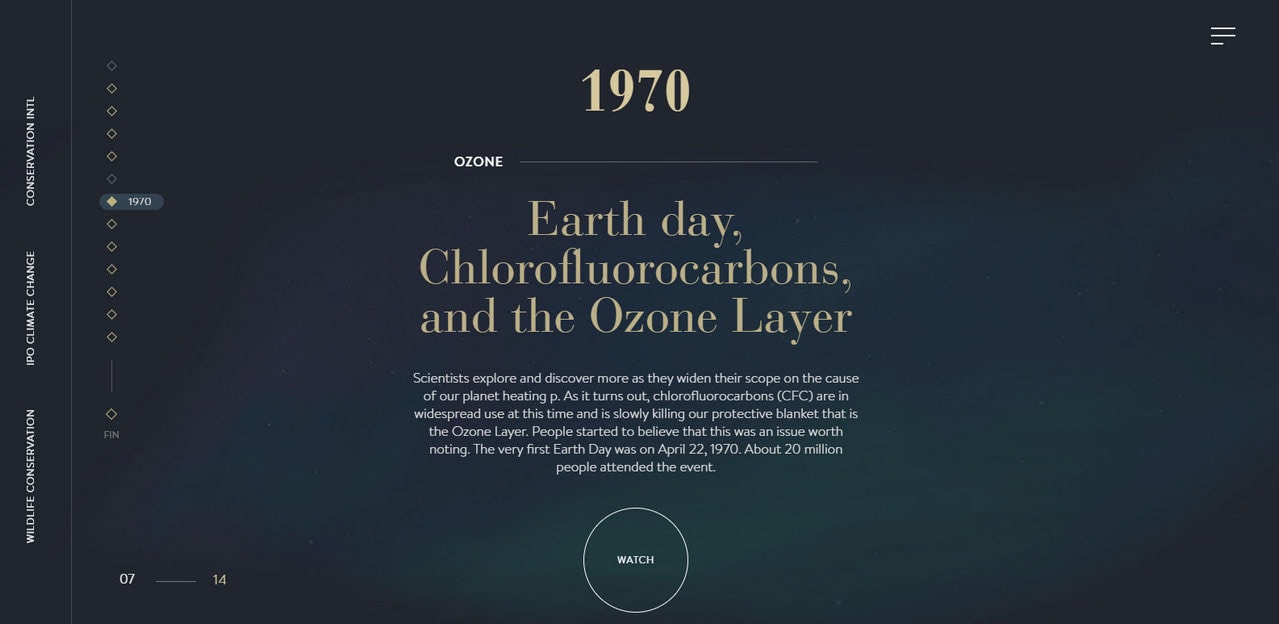 CONSERVATION INTL
IPO CLIMATE CHANGE
WILDLIFE CONSERVATION
1970
FIN
07
14
1970
OZONE
Earth day,
Chlorofluorocarbons,
and the Ozone Layer
Scientists explore and discover more as they widen their scope on the cause
of our planet heating p. As it turns out, chlorofluorocarbons (CFC) are in
widespread use at this time and is slowly killing our protective blanket that is
the Ozone Layer. People started to believe that this was an issue worth
noting. The very first Earth Day was on April 22, 1970. About 20 million
people attended the event.
WATCH